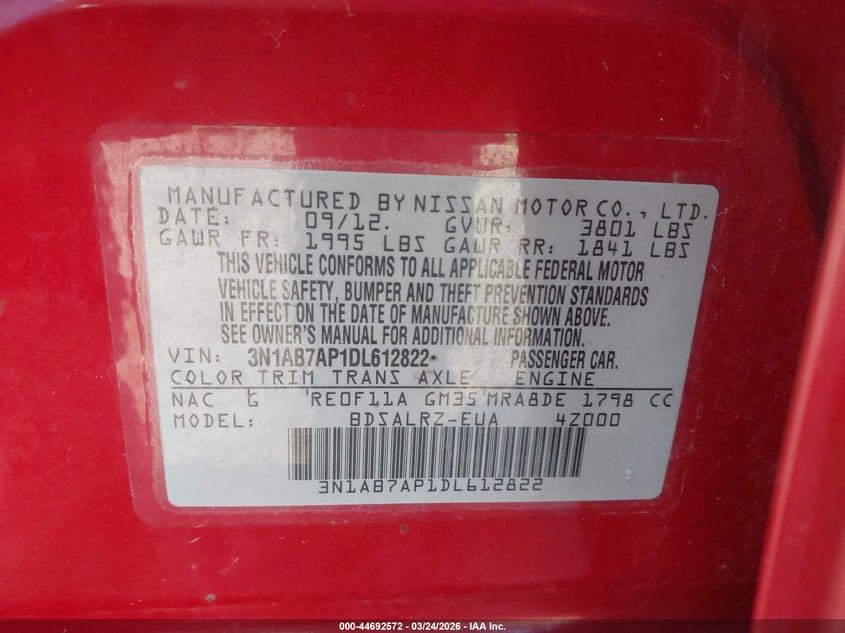 MANUFACTURED BY NISSAN MOTOR CO., LTD.
DATE: 09/12. GVWR: 3801 LBS
GAWR FR: 1995 LBS GAWR RR: 1841 LBS
THIS VEHICLE CONFORMS TO ALL APPLICABLE FEDERAL MOTOR
VEHICLE SAFETY, BUMPER AND THEFT PREVENTION STANDARDS
IN EFFECT ON THE DATE OF MANUFACTURE SHOWN ABOVE.
SEE OWNER'S MANUAL FOR ADDITIONAL INFORMATION.
VIN: 3N1AB7AP1DL612822 PASSENGER CAR.
COLOR TRIM TRANS AXLE ENGINE
NAC G RE0F11A GM35 MRA8DE 1798 CC
MODEL: BDSALRZ-EUA 4Z000
3N1AB7AP1DL612822
000-44692572 | 03/24/2026 | © IAA Inc.